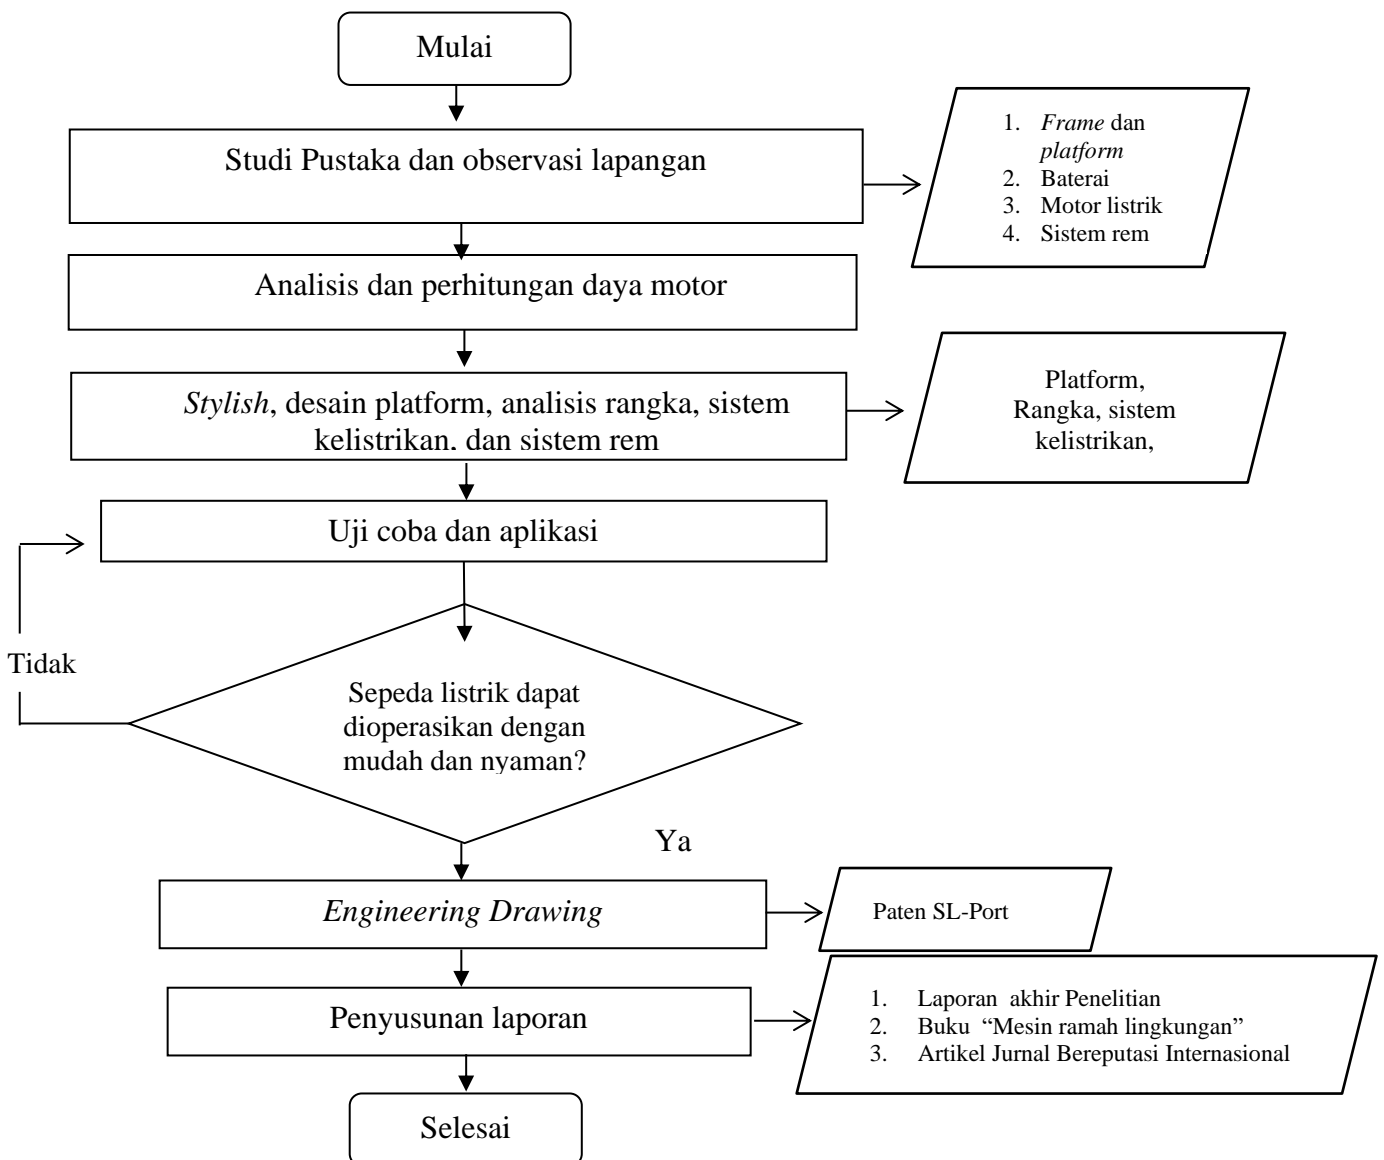 Mulai
Studi Pustaka dan observasi lapangan
1. Frame dan
platform
2. Baterai
3. Motor listrik
4. Sistem rem
Analisis dan perhitungan daya motor
Stylish, desain platform, analisis rangka, sistem
kelistrikan, dan sistem rem
Platform,
Rangka, sistem
kelistrikan,
Uji coba dan aplikasi
Tidak
Sepeda listrik dapat
dioperasikan dengan
mudah dan nyaman?
Ya
Engineering Drawing
Paten SL-Port
Penyusunan laporan
1. Laporan akhir Penelitian
2. Buku “Mesin ramah lingkungan”
3. Artikel Jurnal Bereputasi Internasional
Selesai